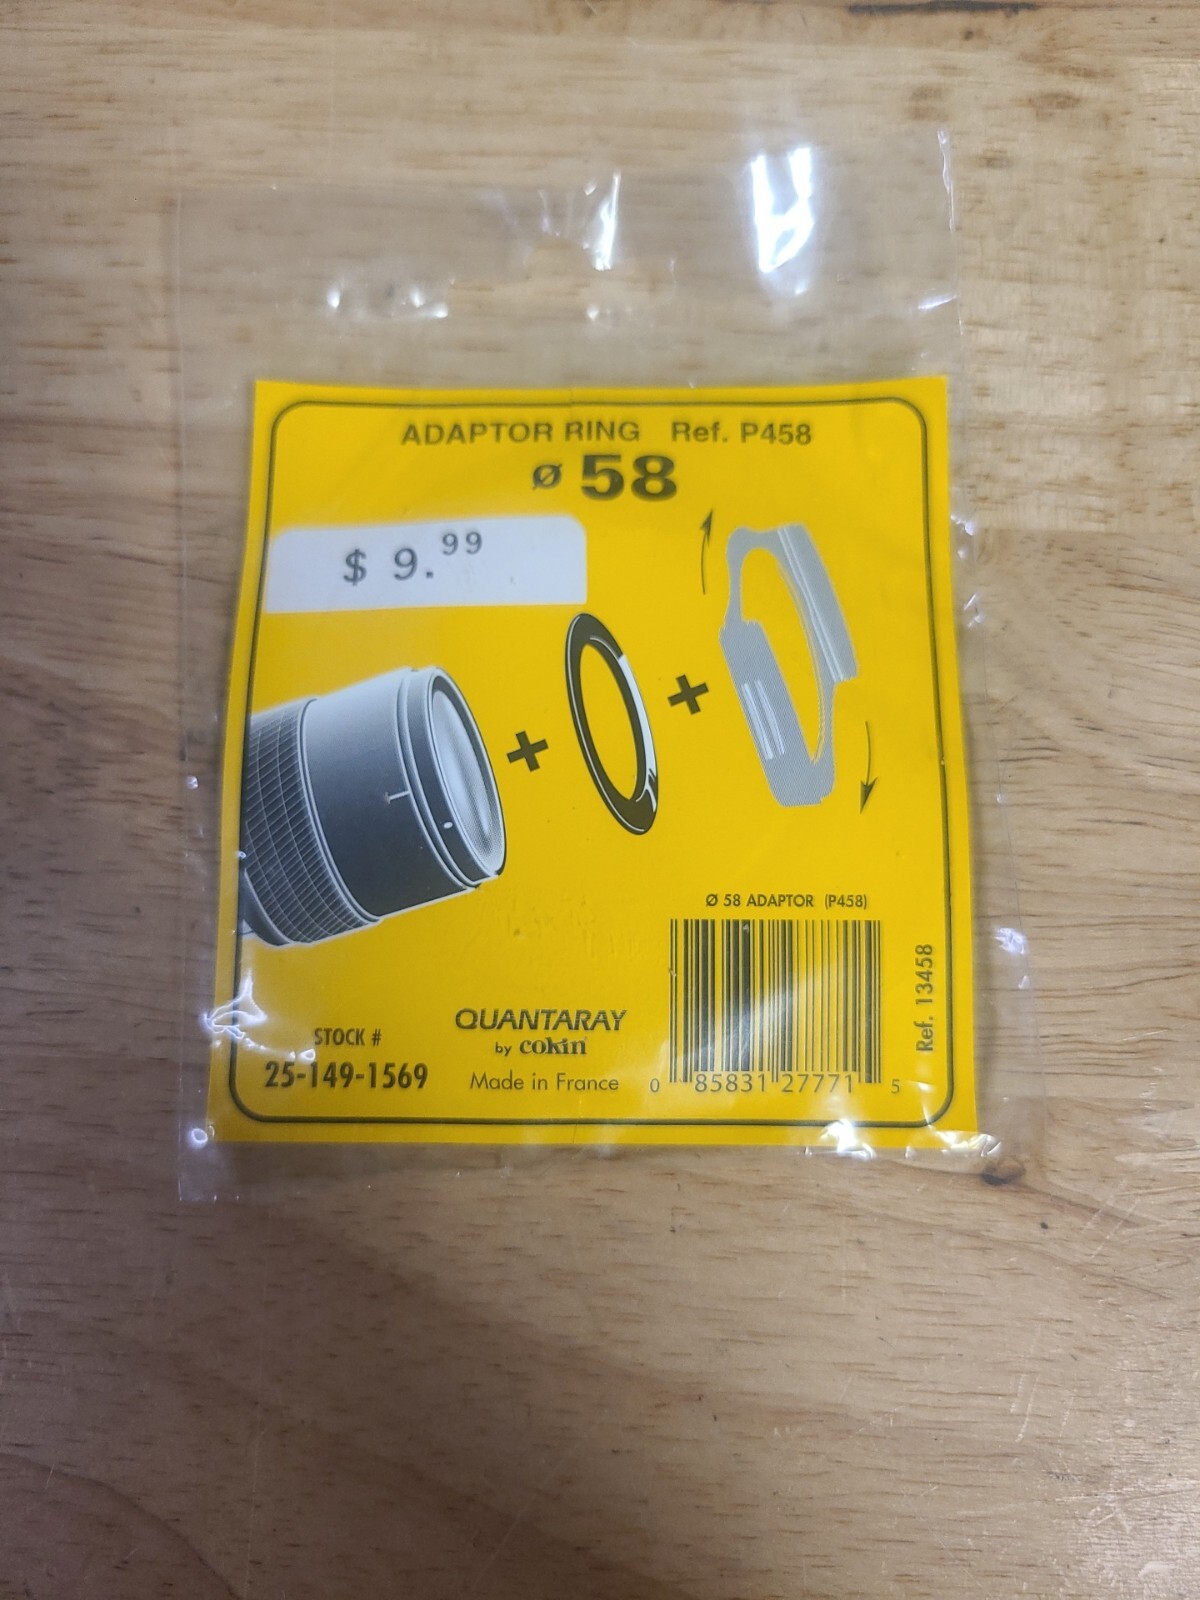 ADAPTOR RING Ref. P458
Ø 58
$ 9.99
+
+
Ø 58 ADAPTOR (P458)
Ref. 13458
STOCK #
25-149-1569
QUANTARAY
by cokin
Made in France
0 85831 27771 5